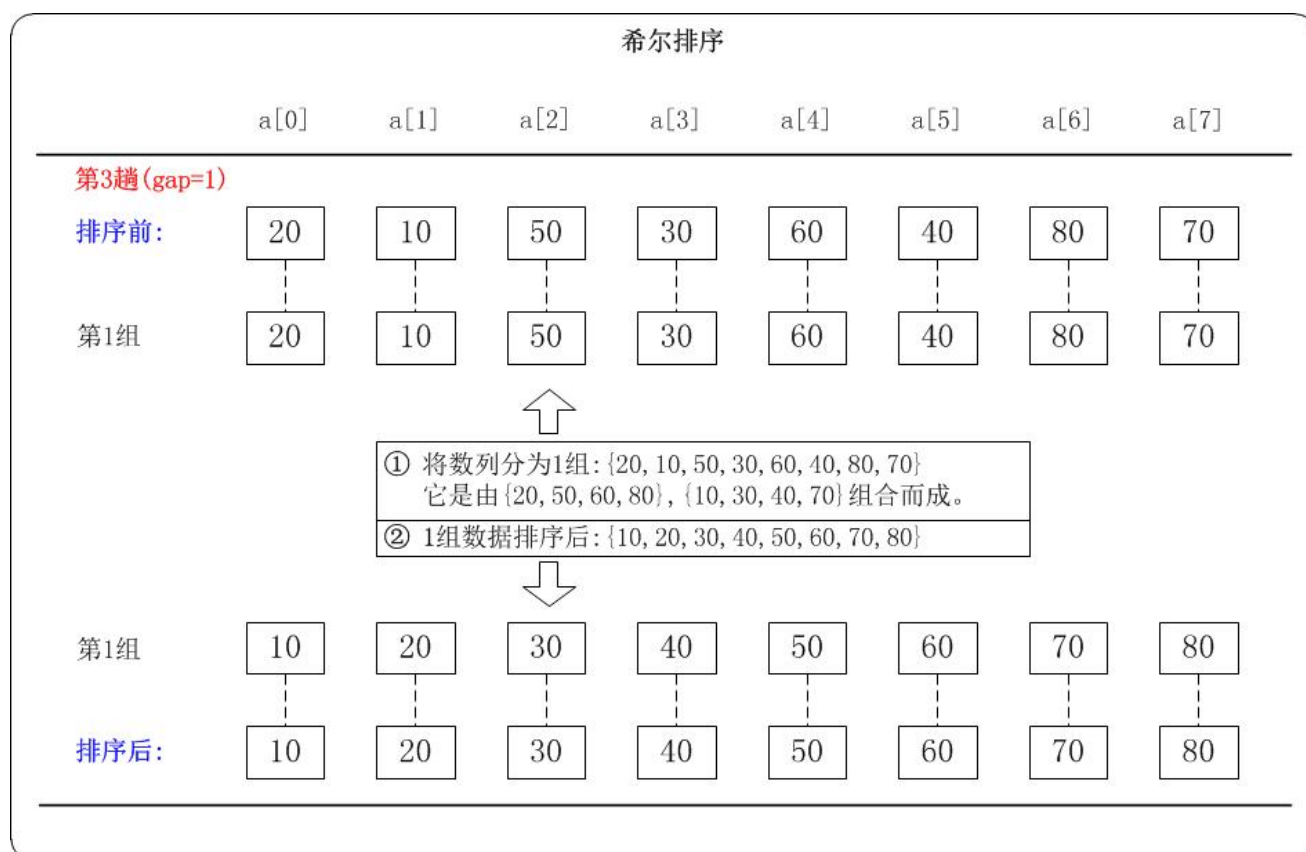 希尔排序
a[0] a[1] a[2] a[3] a[4] a[5] a[6] a[7]
第3趟(gap=1)
排序前: 20 10 50 30 60 40 80 70
第1组 20 10 50 30 60 40 80 70
① 将数列分为1组:{20,10,50,30,60,40,80,70}
它是由{20,50,60,80},{10,30,40,70}组合而成。
② 1组数据排序后:{10,20,30,40,50,60,70,80}
第1组 10 20 30 40 50 60 70 80
排序后: 10 20 30 40 50 60 70 80